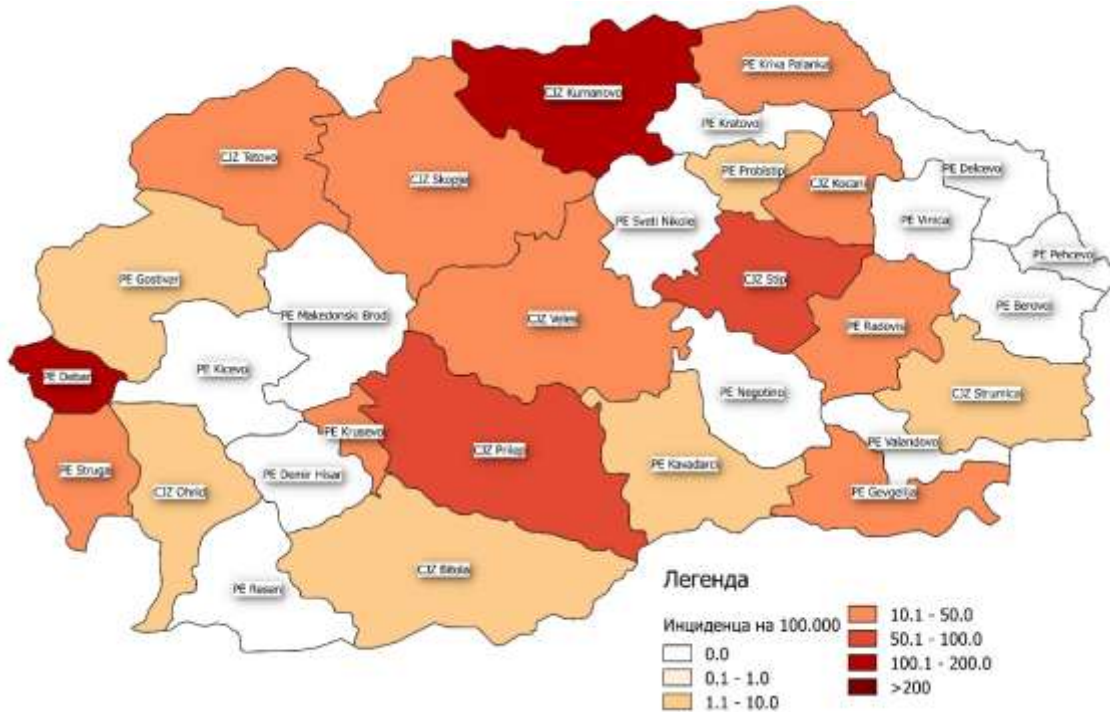 PE Kriva Palanka
CJZ Kumanovo
PE Kratovo
CJZ Tetovo
CJZ Skopje
PE Probistip
CJZ Kocani
PE Delcevo
PE Sveti Nikole
PE Vinica
PE Pehcevo
PE Gostivar
CJZ Stip
PE Berovo
PE Makedonski Brod
CJZ Veles
PE Radovis
PE Debar
PE Kicevo
PE Negotino
CJZ Strumica
PE Krusevo
PE Valandovo
PE Struga
CJZ Ohrid
PE Demir Hisar
CJZ Prilep
PE Kavadarci
PE Gevgelija
CJZ Bitola
PE Resen
Легенда
Инциденца на 100.000
0.0
0.1 - 1.0
1.1 - 10.0
10.1 - 50.0
50.1 - 100.0
100.1 - 200.0
>200